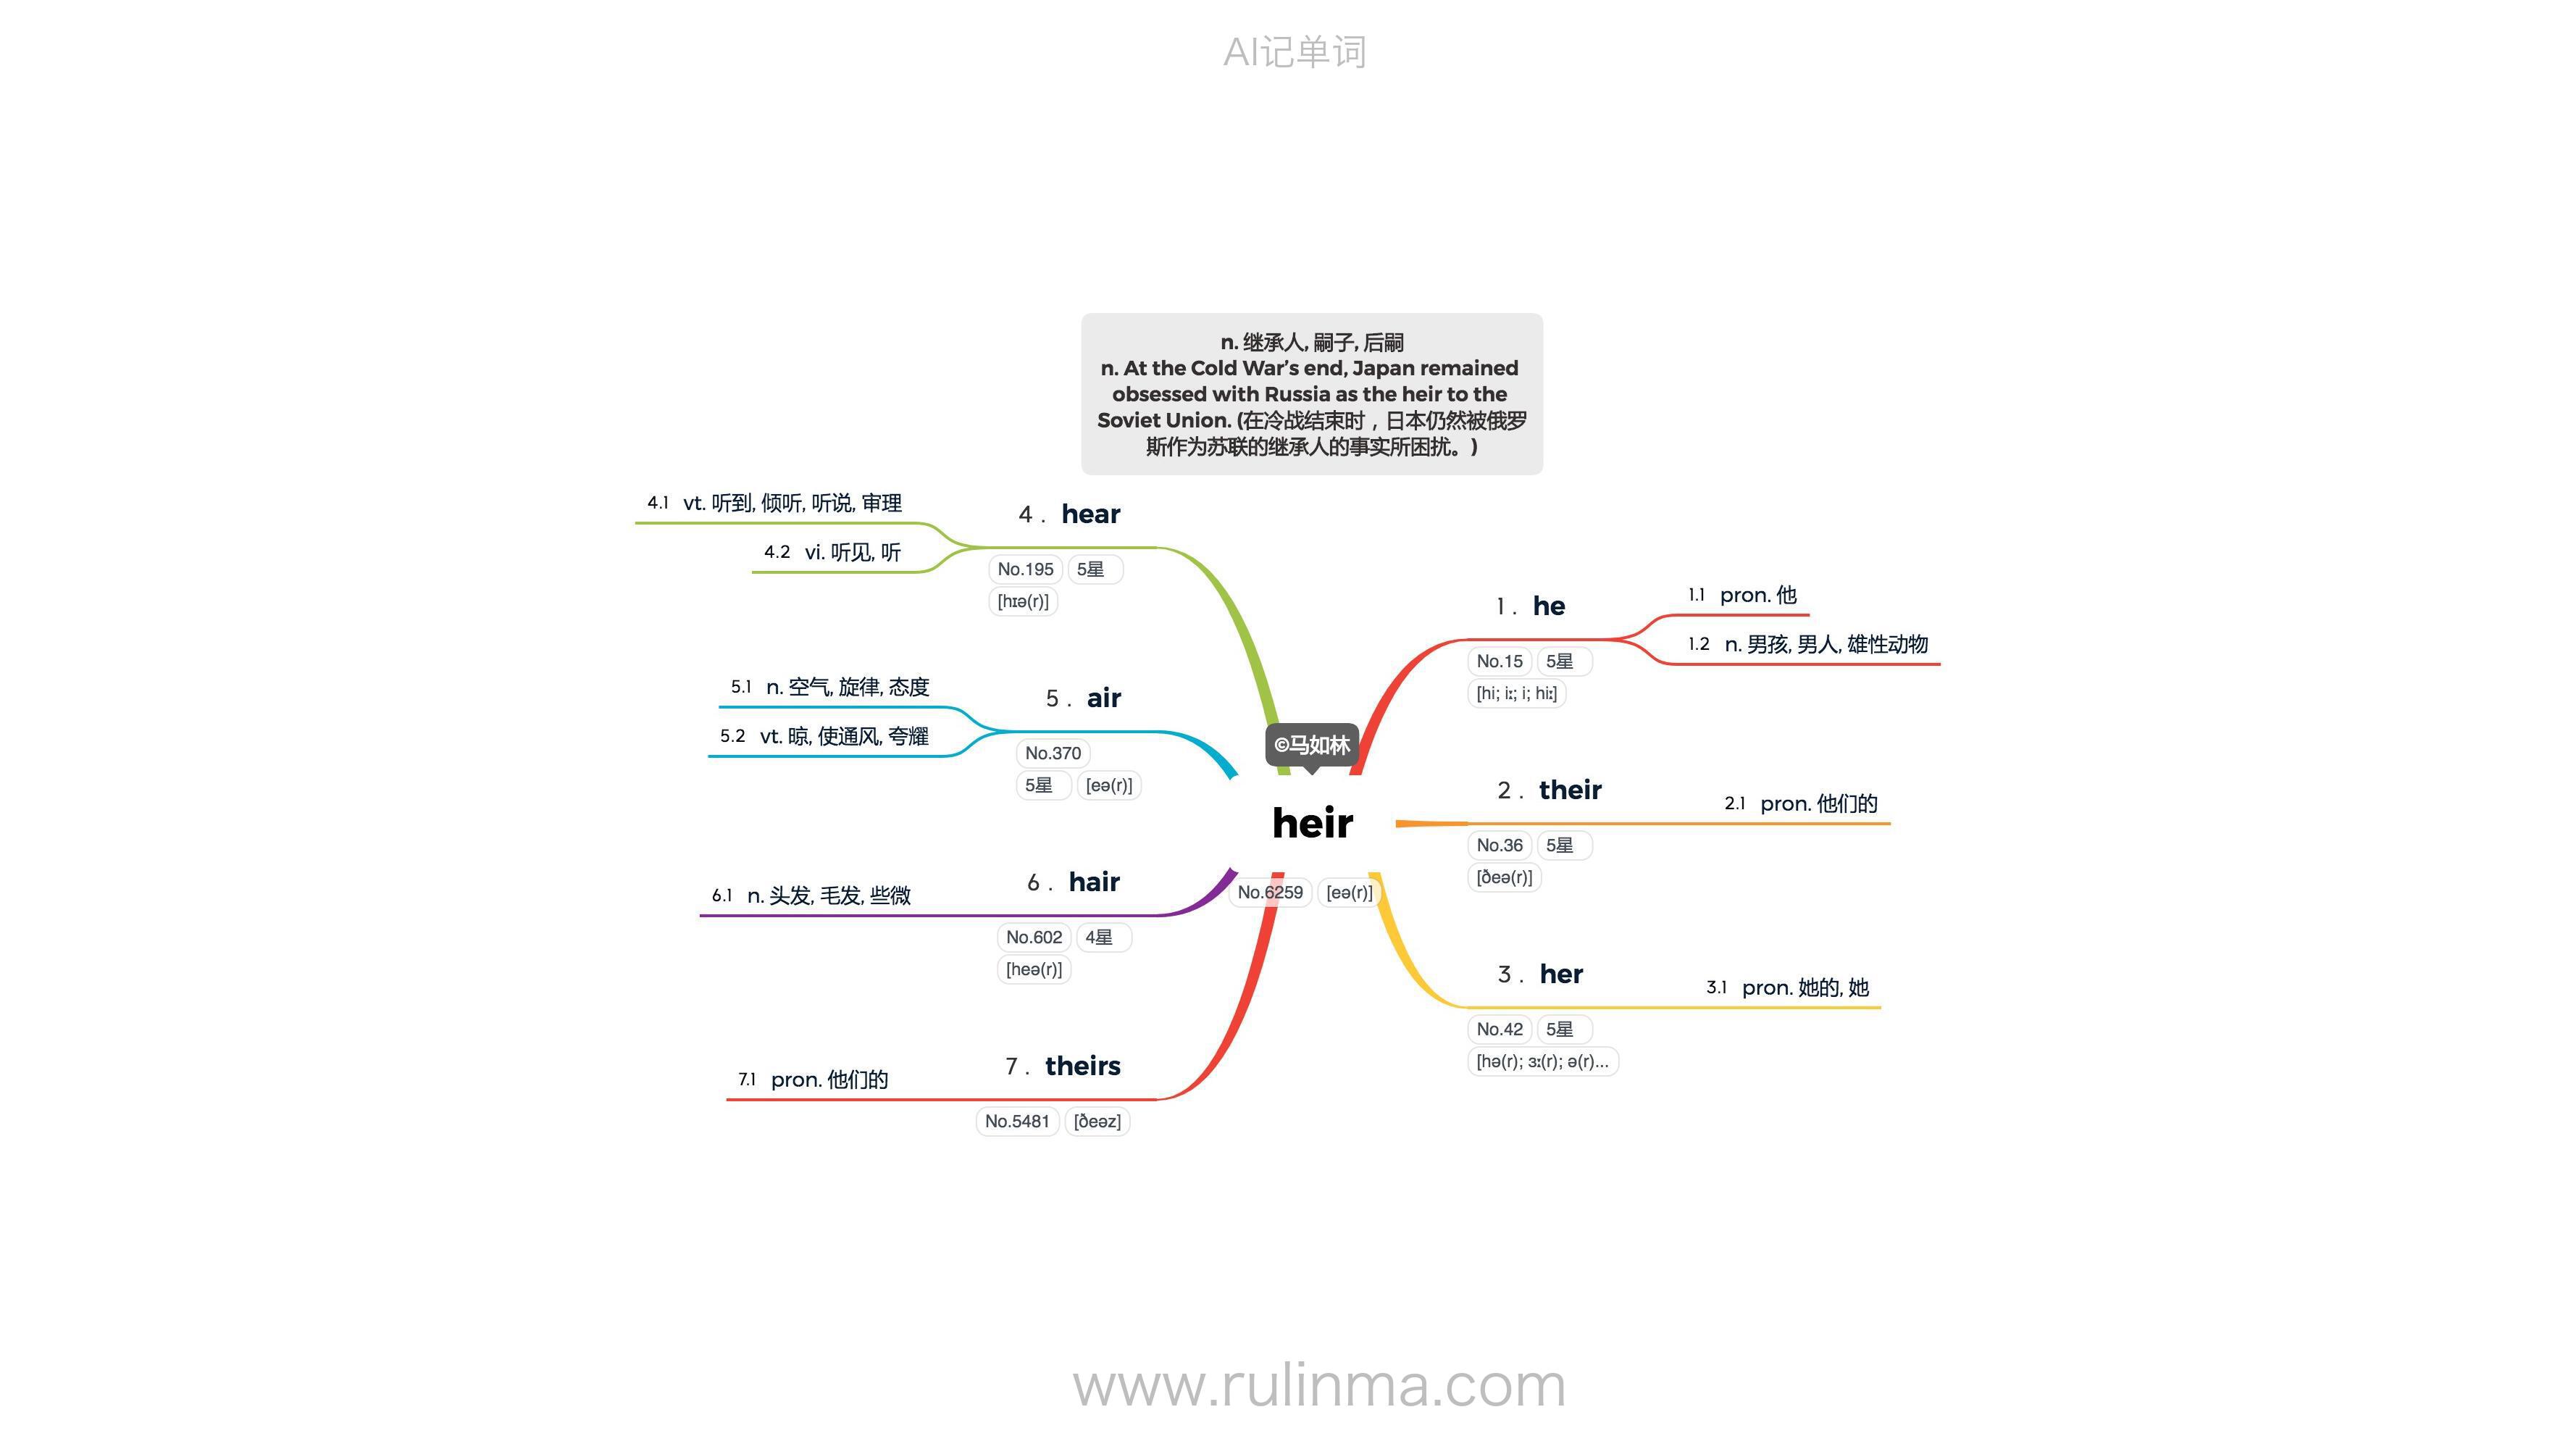 AI记单词
n. 继承人, 嗣子, 后嗣
n. At the Cold War’s end, Japan remained
obsessed with Russia as the heir to the
Soviet Union. (在冷战结束时，日本仍然被俄罗
斯作为苏联的继承人的事实所困扰。)
©马如林
heir
No.6259 [eə(r)]
1 . he
No.15 5星
[hi; iː; i; hiː]
1.1 pron. 他
1.2 n. 男孩, 男人, 雄性动物
2 . their
No.36 5星
[ðeə(r)]
2.1 pron. 他们的
3 . her
No.42 5星
[hə(r); ɜː(r); ə(r)...
3.1 pron. 她的, 她
4 . hear
No.195 5星
[hɪə(r)]
4.1 vt. 听到, 倾听, 听说, 审理
4.2 vi. 听见, 听
5 . air
No.370
5星 [eə(r)]
5.1 n. 空气, 旋律, 态度
5.2 vt. 晾, 使通风, 夸耀
6 . hair
No.602 4星
[heə(r)]
6.1 n. 头发, 毛发, 些微
7 . theirs
No.5481 [ðeəz]
7.1 pron. 他们的
www.rulinma.com